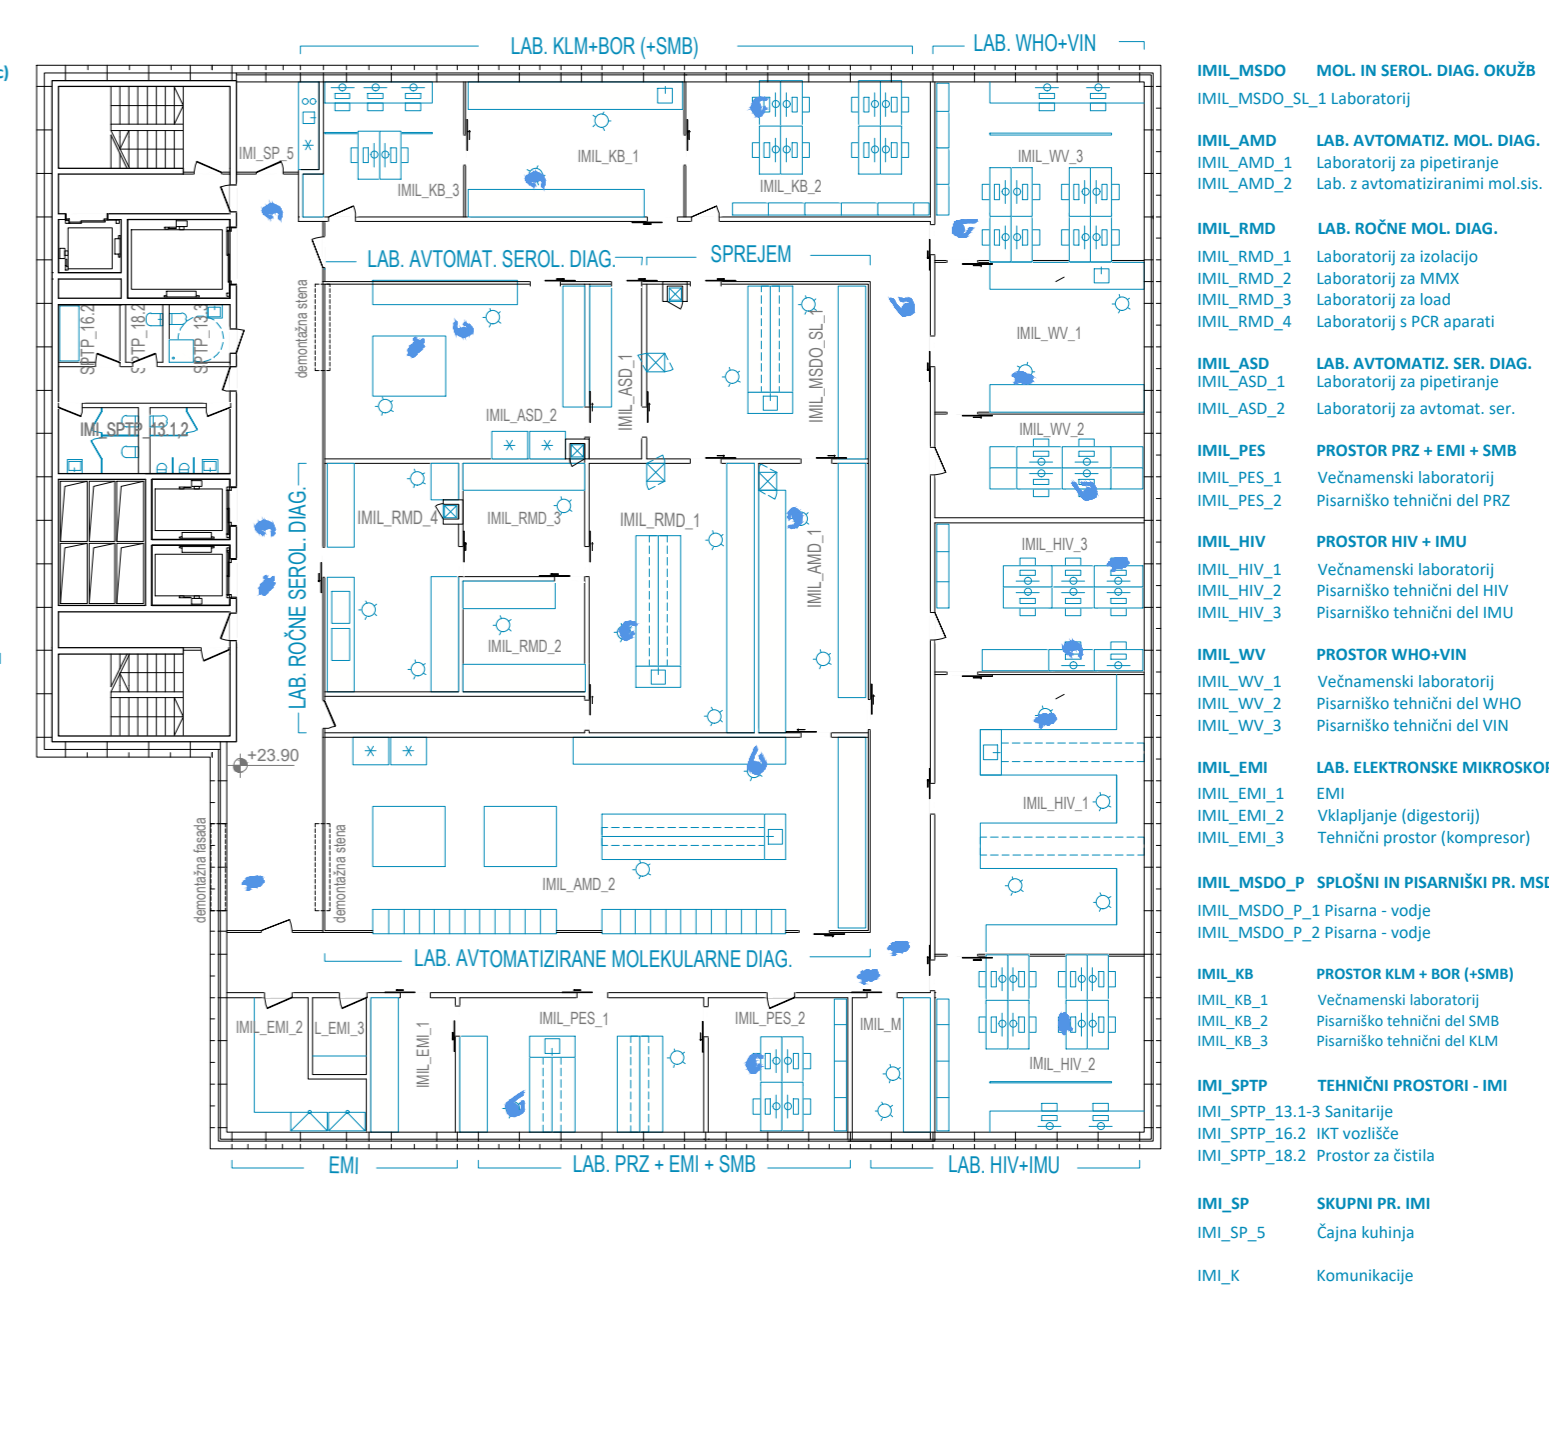 LAB. KLM+BOR (+SMB)
LAB. WHO+VIN
c)
IMI_SP_5
IMIL_KB_3
IMIL_KB_1
IMIL_KB_2
IMIL_WV_3
LAB. AVTOMAT. SEROL. DIAG.
SPREJEM
demontažna stena
SPTP_16.2
SPTP_18.2
SPTP_13.3
IMI_SPTP_13.1,2
IMIL_ASD_2
IMIL_ASD_1
IMIL_MSDO_SL_1
IMIL_WV_1
IMIL_WV_2
LAB. ROČNE SEROL. DIAG.
IMIL_RMD_4
IMIL_RMD_3
IMIL_RMD_1
IMIL_AMD_1
IMIL_RMD_2
IMIL_HIV_3
+23.90
demontažna fasada
demontažna stena
IMIL_AMD_2
IMIL_HIV_1
LAB. AVTOMATIZIRANE MOLEKULARNE DIAG.
IMIL_EMI_2
L_EMI_3
IMIL_EMI_1
IMIL_PES_1
IMIL_PES_2
IMIL_M
IMIL_HIV_2
EMI
LAB. PRZ + EMI + SMB
LAB. HIV+IMU
IMIL_MSDO MOL. IN SEROL. DIAG. OKUŽB
IMIL_MSDO_SL_1 Laboratorij
IMIL_AMD LAB. AVTOMATIZ. MOL. DIAG.
IMIL_AMD_1 Laboratorij za pipetiranje
IMIL_AMD_2 Lab. z avtomatiziranimi mol.sis.
IMIL_RMD LAB. ROČNE MOL. DIAG.
IMIL_RMD_1 Laboratorij za izolacijo
IMIL_RMD_2 Laboratorij za MMX
IMIL_RMD_3 Laboratorij za load
IMIL_RMD_4 Laboratorij s PCR aparati
IMIL_ASD LAB. AVTOMATIZ. SER. DIAG.
IMIL_ASD_1 Laboratorij za pipetiranje
IMIL_ASD_2 Laboratorij za avtomat. ser.
IMIL_PES PROSTOR PRZ + EMI + SMB
IMIL_PES_1 Večnamenski laboratorij
IMIL_PES_2 Pisarniško tehnični del PRZ
IMIL_HIV PROSTOR HIV + IMU
IMIL_HIV_1 Večnamenski laboratorij
IMIL_HIV_2 Pisarniško tehnični del HIV
IMIL_HIV_3 Pisarniško tehnični del IMU
IMIL_WV PROSTOR WHO+VIN
IMIL_WV_1 Večnamenski laboratorij
IMIL_WV_2 Pisarniško tehnični del WHO
IMIL_WV_3 Pisarniško tehnični del VIN
IMIL_EMI LAB. ELEKTRONSKE MIKROSKOP
IMIL_EMI_1 EMI
IMIL_EMI_2 Vklapljanje (digestorij)
IMIL_EMI_3 Tehnični prostor (kompresor)
IMIL_MSDO_P SPLOŠNI IN PISARNIŠKI PR. MSD
IMIL_MSDO_P_1 Pisarna - vodje
IMIL_MSDO_P_2 Pisarna - vodje
IMIL_KB PROSTOR KLM + BOR (+SMB)
IMIL_KB_1 Večnamenski laboratorij
IMIL_KB_2 Pisarniško tehnični del SMB
IMIL_KB_3 Pisarniško tehnični del KLM
IMI_SPTP TEHNIČNI PROSTORI - IMI
IMI_SPTP_13.1-3 Sanitarije
IMI_SPTP_16.2 IKT vozlišče
IMI_SPTP_18.2 Prostor za čistila
IMI_SP SKUPNI PR. IMI
IMI_SP_5 Čajna kuhinja
IMI_K Komunikacije